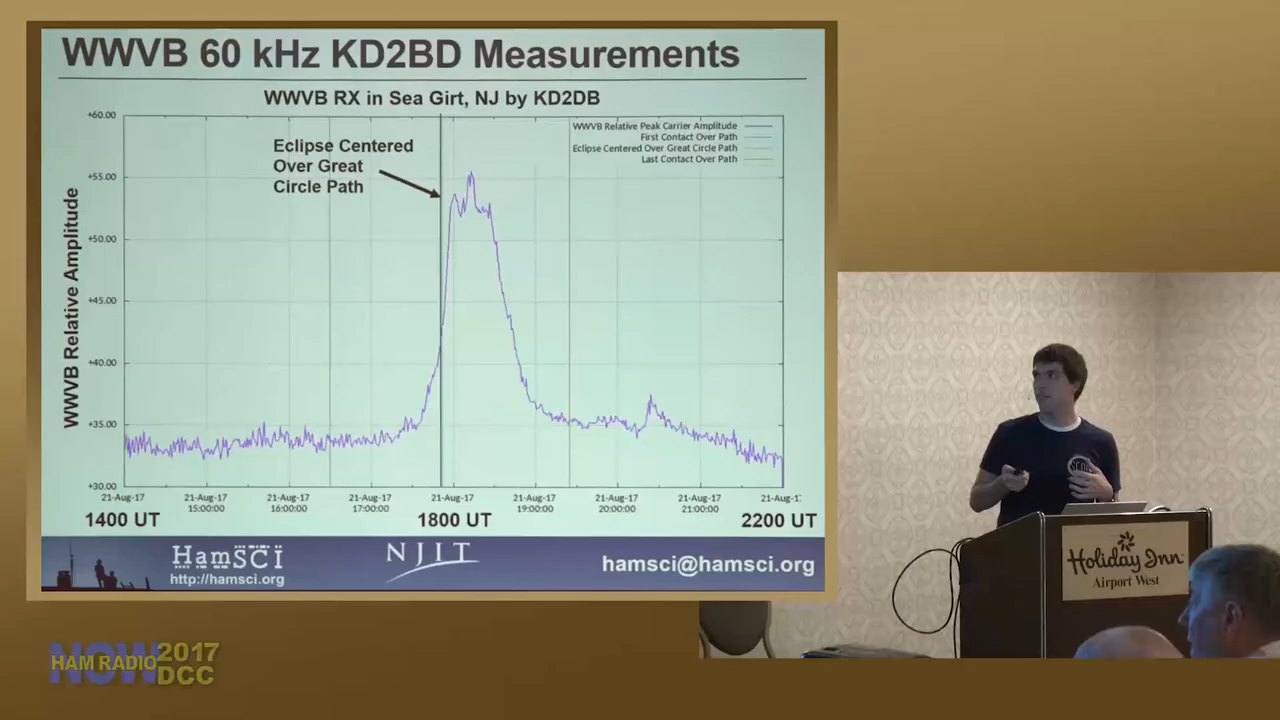 WWVB 60 kHz KD2BD Measurements
WWVB RX in Sea Girt, NJ by KD2DB
+60.00
+55.00
+50.00
+45.00
+40.00
+35.00
+30.00
WWVB Relative Amplitude
Eclipse Centered
Over Great
Circle Path
WWVB Relative Peak Carrier Amplitude
First Contact Over Path
Eclipse Centered Over Great Circle Path
Last Contact Over Path
21-Aug-17 21-Aug-17 21-Aug-17 21-Aug-17 21-Aug-17 21-Aug-17 21-Aug-17 21-Aug-17 21-Aug-1
15:00:00 16:00:00 17:00:00 18:00:00 19:00:00 20:00:00 21:00:00
1400 UT 1800 UT 2200 UT
HamSCI
http://hamsci.org
NJIT
hamsci@hamsci.org
Holiday Inn
Airport West
NOW
HAM RADIO 2017
DCC